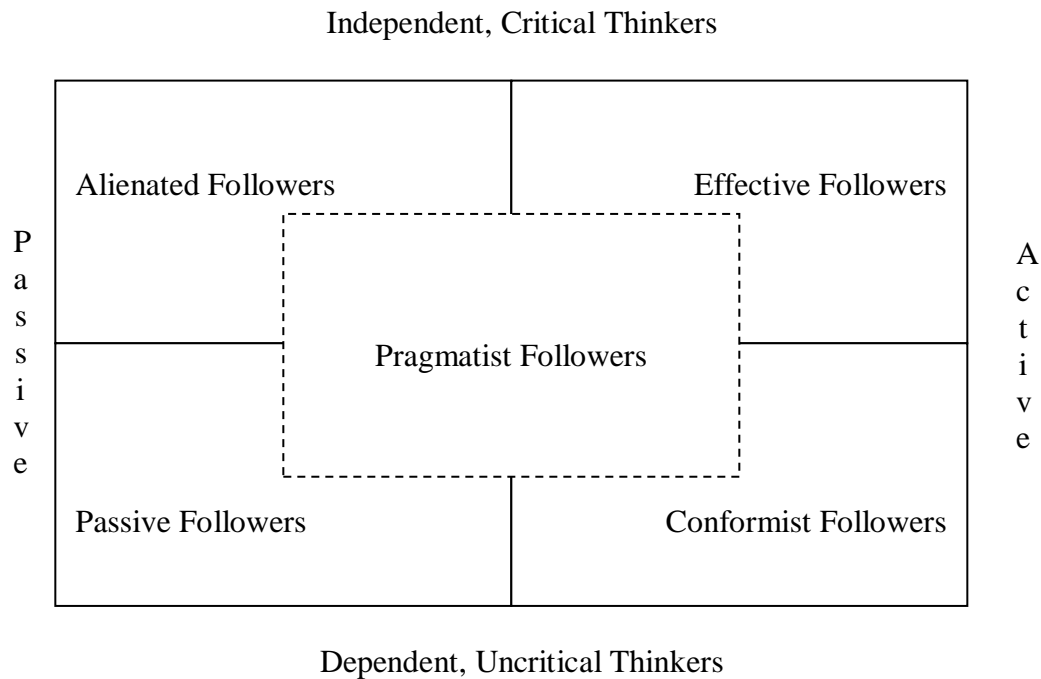 Independent, Critical Thinkers
Alienated Followers
Effective Followers
Passive
Active
Pragmatist Followers
Passive Followers
Conformist Followers
Dependent, Uncritical Thinkers